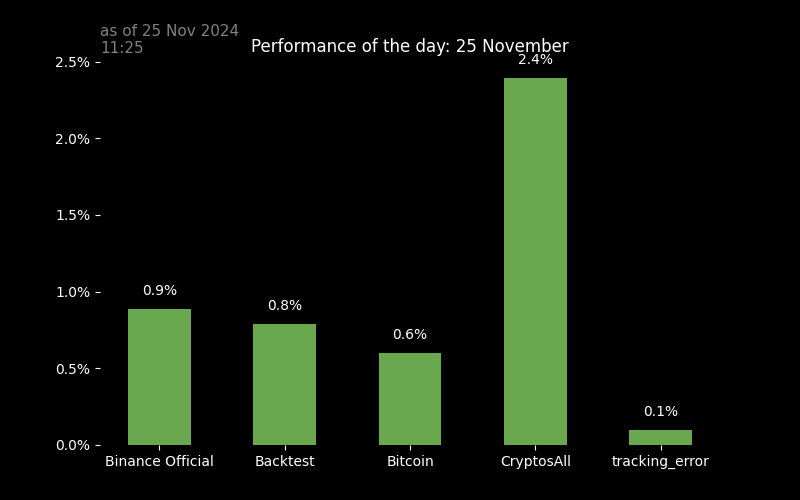 as of 25 Nov 2024
11:25
Performance of the day: 25 November
2.5%
2.0%
1.5%
1.0%
0.5%
0.0%
0.9%
0.8%
0.6%
2.4%
0.1%
Binance Official
Backtest
Bitcoin
CryptosAll
tracking_error